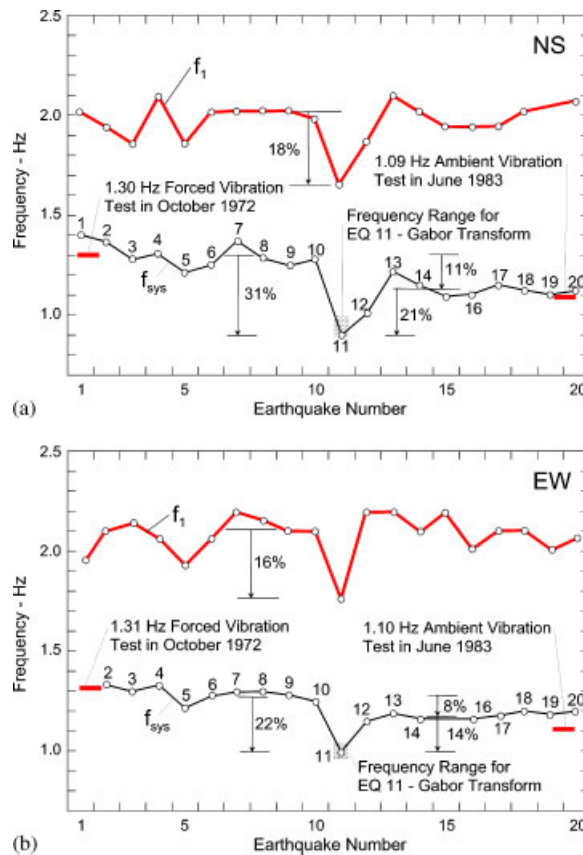 2.5
NS
f1
2.0
18%
1.09 Hz Ambient Vibration
Test in June 1983
1.30 Hz Forced Vibration
Test in October 1972
Frequency Range for
EQ 11 - Gabor Transform
Frequency - Hz
1.5
1 2 3 4 5 6 7 8 9 10 11 12 13 14 15 16 17 18 19 20
fsys
31%
11%
21%
1.0
1 5 10 15 20
(a)
Earthquake Number
2.5
EW
f1
2.0
16%
1.31 Hz Forced Vibration
Test in October 1972
1.10 Hz Ambient Vibration
Test in June 1983
Frequency - Hz
1.5
2 3 4 5 6 7 8 9 10 11 12 13 14 16 16 17 18 19 20
fsys
22%
8%
14%
1.0
Frequency Range for
EQ 11 - Gabor Transform
1 5 10 15 20
(b)
Earthquake Number